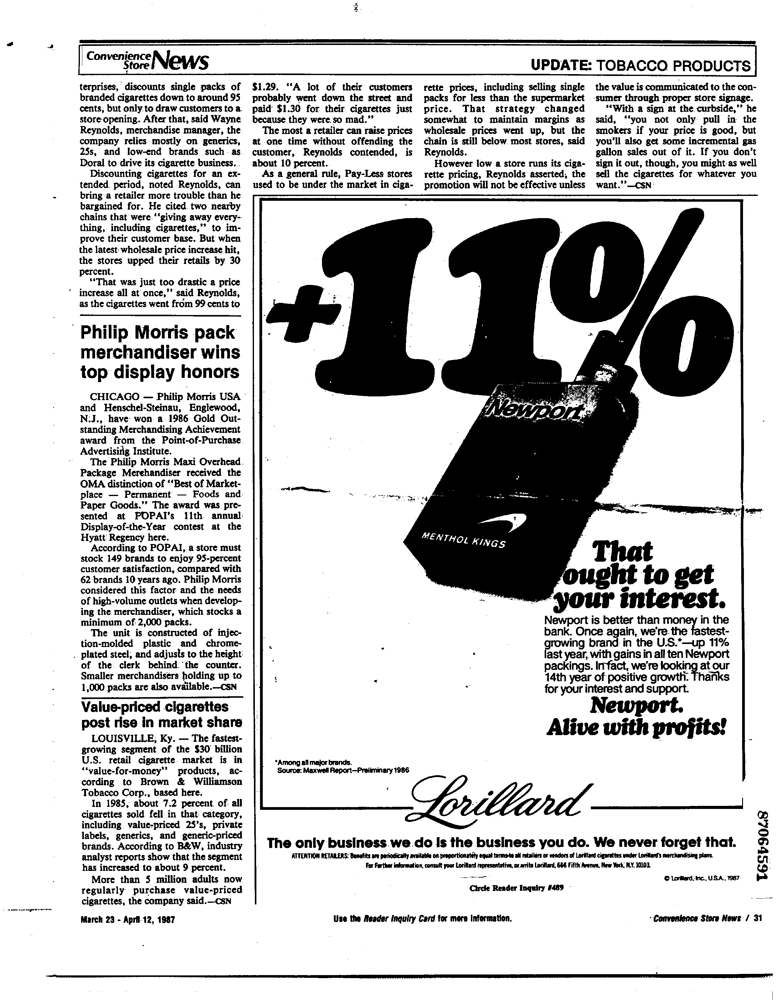 Convenience Store News
UPDATE: TOBACCO PRODUCTS
terprises, discounts single packs of
branded cigarettes down to around 95
cents, but only to draw customers to a
store opening. After that, said Wayne
Reynolds, merchandise manager, the
company relies mostly on generics,
25s, and low-end brands such as
Doral to drive its cigarette business.
Discounting cigarettes for an ex-
tended period, noted Reynolds, can
bring a retailer more trouble than he
bargained for. He cited two nearby
chains that were "giving away every-
thing, including cigarettes," to im-
prove their customer base. But when
the latest wholesale price increase hit,
the stores upped their retails by 30
percent.
"That was just too drastic a price
increase all at once," said Reynolds,
as the cigarettes went from 99 cents to
$1.29. "A lot of their customers
probably went down the street and
paid $1.30 for their cigarettes just
because they were so mad."
The most a retailer can raise prices
at one time without offending the
customer, Reynolds contended, is
about 10 percent.
As a general rule, Pay-Less stores
used to be under the market in ciga-
rette prices, including selling single
packs for less than the supermarket
price. That strategy changed
somewhat to maintain margins as
wholesale prices went up, but the
chain is still below most stores, said
Reynolds.
However low a store runs its ciga-
rette pricing, Reynolds asserted, the
promotion will not be effective unless
the value is communicated to the con-
sumer through proper store signage.
"With a sign at the curbside," he
said, "you not only pull in the
smokers if your price is good, but
you'll also get some incremental gas
gallon sales out of it. If you don't
sign it out, though, you might as well
sell the cigarettes for whatever you
want."—CSN
Philip Morris pack
merchandiser wins
top display honors
CHICAGO — Philip Morris USA
and Henschel-Steinau, Englewood,
N.J., have won a 1986 Gold Out-
standing Merchandising Achievement
award from the Point-of-Purchase
Advertising Institute.
The Philip Morris Maxi Overhead
Package Merchandiser received the
OMA distinction of "Best of Market-
place — Permanent — Foods and
Paper Goods." The award was pre-
sented at POPAI's 11th annual
Display-of-the-Year contest at the
Hyatt Regency here.
According to POPAI, a store must
stock 149 brands to enjoy 95-percent
customer satisfaction, compared with
62 brands 10 years ago. Philip Morris
considered this factor and the needs
of high-volume outlets when develop-
ing the merchandiser, which stocks a
minimum of 2,000 packs.
The unit is constructed of injec-
tion-molded plastic and chrome-
plated steel, and adjusts to the height
of the clerk behind the counter.
Smaller merchandisers holding up to
1,000 packs are also available.—CSN
Value-priced cigarettes
post rise in market share
LOUISVILLE, Ky. — The fastest-
growing segment of the $30 billion
U.S. retail cigarette market is in
"value-for-money" products, ac-
cording to Brown & Williamson
Tobacco Corp., based here.
In 1985, about 7.2 percent of all
cigarettes sold fell in that category,
including value-priced 25's, private
labels, generics, and generic-priced
brands. According to B&W, industry
analyst reports show that the segment
has increased to about 9 percent.
More than 5 million adults now
regularly purchase value-priced
cigarettes, the company said.—CSN
+11%
Newport
MENTHOL KINGS
That
ought to get
your interest.
Newport is better than money in the
bank. Once again, we're the fastest-
growing brand in the U.S.*—up 11%
last year, with gains in all ten Newport
packings. In fact, we're looking at our
14th year of positive growth. Thanks
for your interest and support.
Newport.
Alive with profits!
*Among all major brands.
Source: Maxwell Report—Preliminary 1986
Lorillard
The only business we do is the business you do. We never forget that.
ATTENTION RETAILERS: Benefits are periodically available on proportionately equal terms to all retailers or vendors of Lorillard cigarettes under Lorillard's merchandising plans.
For further information, consult your Lorillard representative, or write Lorillard, 666 Fifth Avenue, New York, N.Y. 10103.
© Lorillard, Inc., U.S.A., 1987
Circle Reader Inquiry #489
87064591
March 23 - April 12, 1987
Use the Reader Inquiry Card for more information.
Convenience Store News / 31